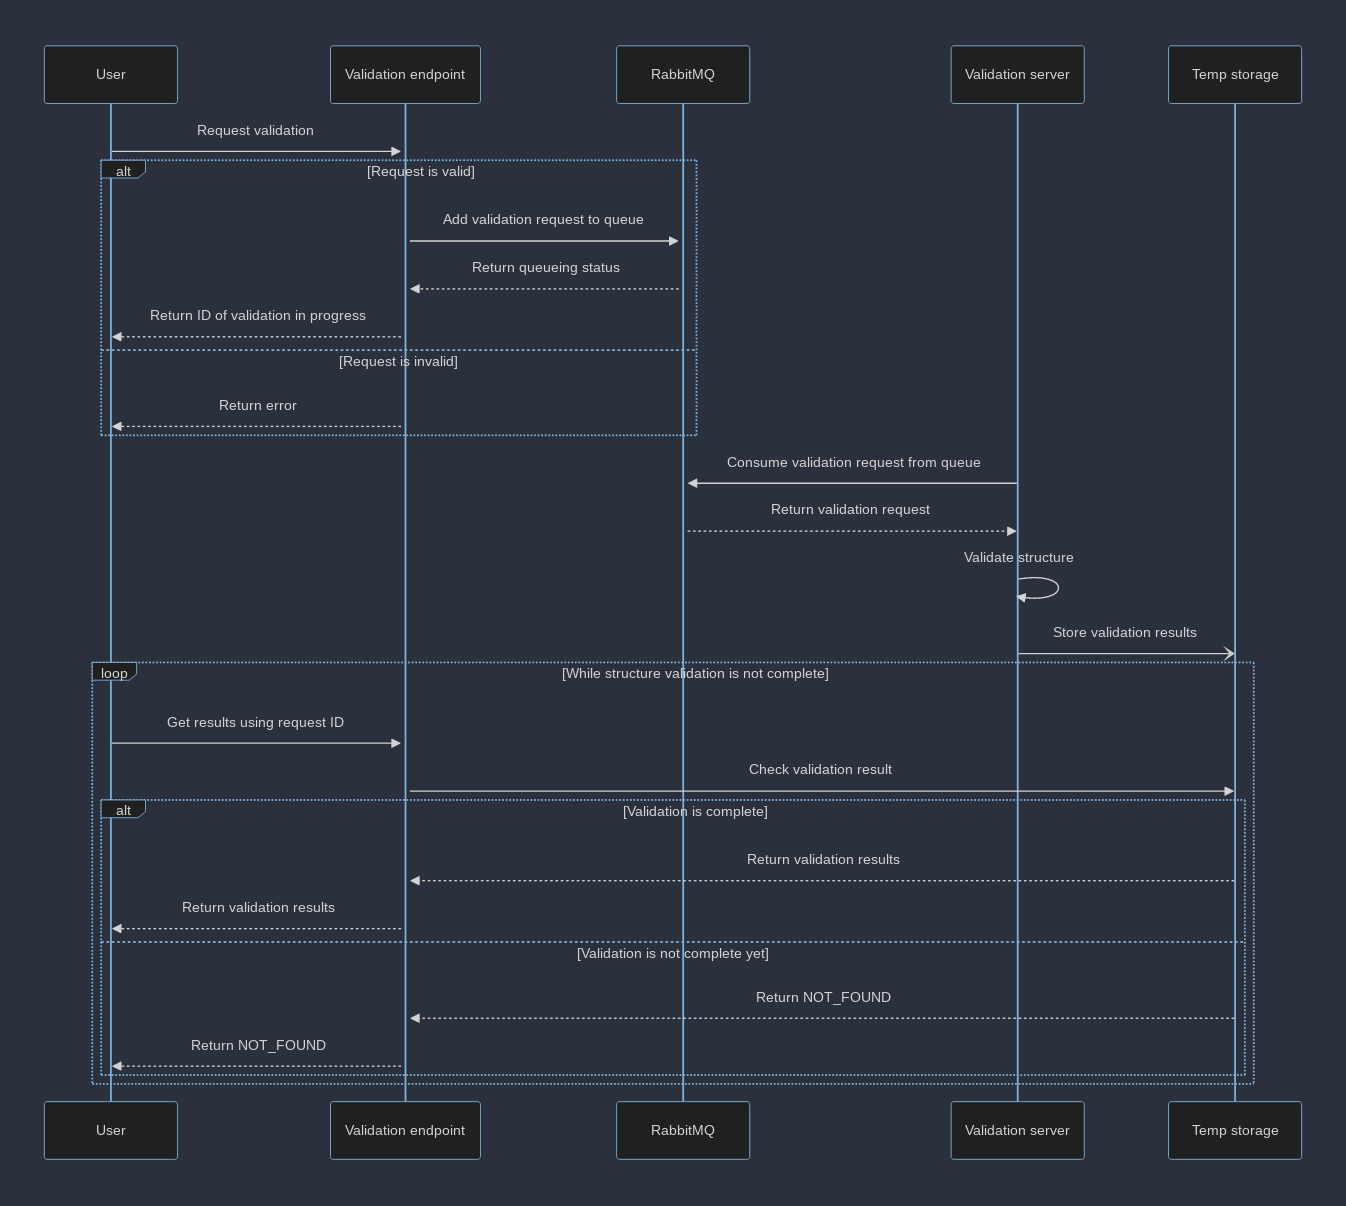 User
Validation endpoint
RabbitMQ
Validation server
Temp storage
Request validation
alt
[Request is valid]
Add validation request to queue
Return queueing status
Return ID of validation in progress
[Request is invalid]
Return error
Consume validation request from queue
Return validation request
Validate structure
Store validation results
loop
[While structure validation is not complete]
Get results using request ID
Check validation result
alt
[Validation is complete]
Return validation results
Return validation results
[Validation is not complete yet]
Return NOT_FOUND
Return NOT_FOUND
User
Validation endpoint
RabbitMQ
Validation server
Temp storage